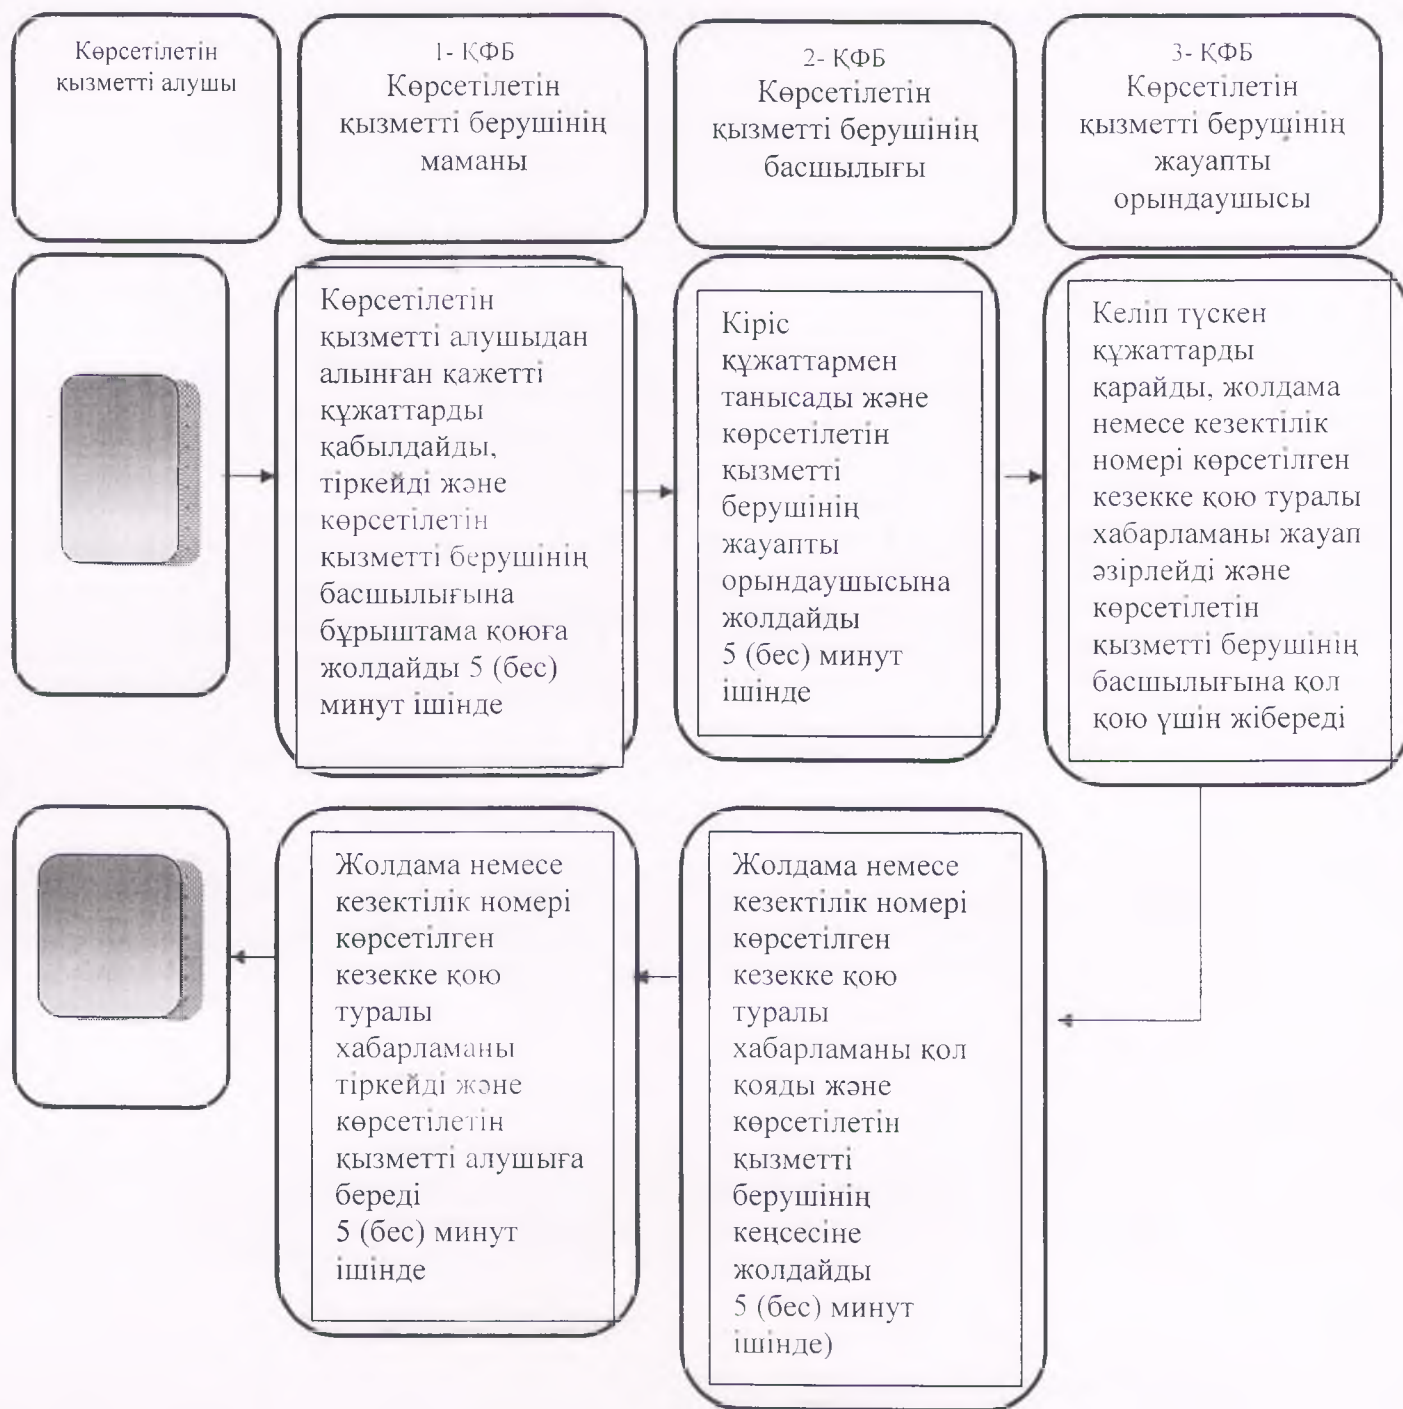 Көрсетілетін
қызметті алушы
1- ҚФБ
Көрсетілетін
қызметті берушінің
маманы
2- ҚФБ
Көрсетілетін
қызметті берушінің
басшылығы
3- ҚФБ
Көрсетілетін
қызметті берушінің
жауапты
орындаушысы
Көрсетілетін
қызметті алушыдан
алынған қажетті
құжаттарды
қабылдайды,
тіркейді және
көрсетілетін
қызметті берушінің
басшылығына
бұрыштама қоюға
жолдайды 5 (бес)
минут ішінде
Кіріс
құжаттармен
танысады және
көрсетілетін
қызметті
берушінің
жауапты
орындаушысына
жолдайды
5 (бес) минут
ішінде
Келіп түскен
құжаттарды
қарайды, жолдама
немесе кезектілік
номері көрсетілген
кезекке қою туралы
хабарламаны жауап
әзірлейді және
көрсетілетін
қызметті берушінің
басшылығына қол
қою үшін жібереді
Жолдама немесе
кезектілік номері
көрсетілген
кезекке қою
туралы
хабарламаны
тіркейді және
көрсетілетін
қызметті алушыға
береді
5 (бес) минут
ішінде
Жолдама немесе
кезектілік номері
көрсетілген
кезекке қою
туралы
хабарламаны қол
қояды және
көрсетілетін
қызметті
берушінің
кеңсесіне
жолдайды
5 (бес) минут
ішінде)